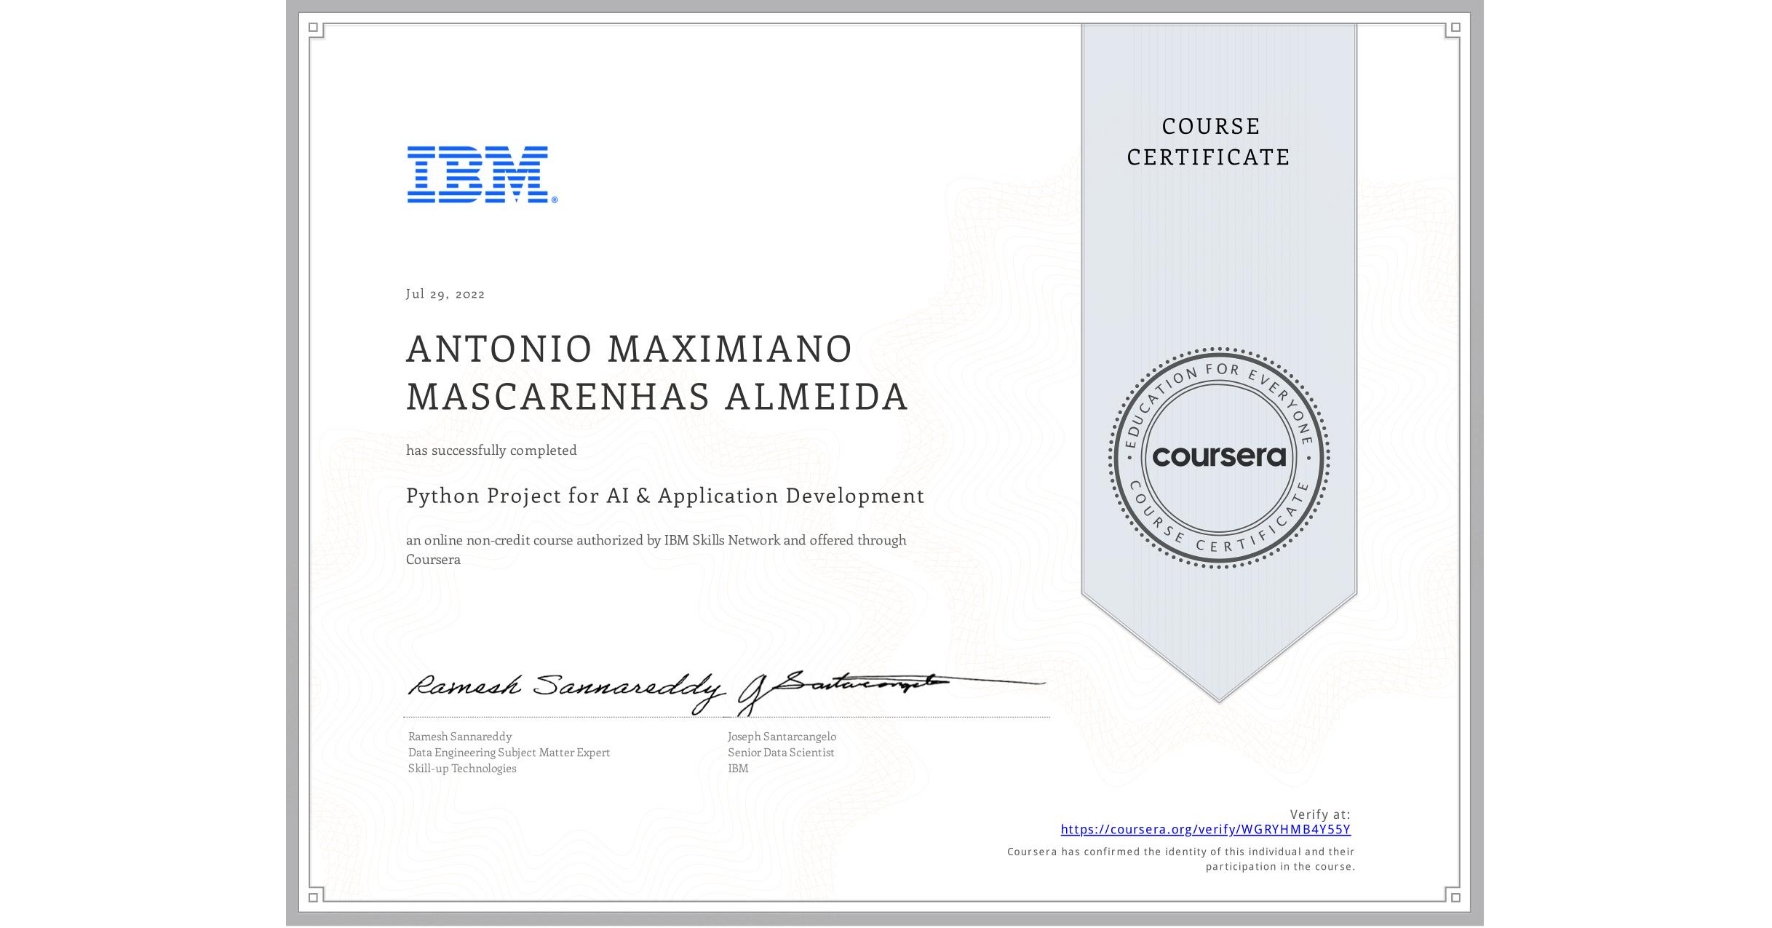 IBM®
COURSE
CERTIFICATE
Jul 29, 2022
ANTONIO MAXIMIANO
MASCARENHAS ALMEIDA
has successfully completed
Python Project for AI & Application Development
an online non-credit course authorized by IBM Skills Network and offered through
Coursera
EDUCATION FOR EVERYONE
coursera
COURSE CERTIFICATE
Ramesh Sannareddy
J Santarcangelo
Ramesh Sannareddy
Data Engineering Subject Matter Expert
Skill-up Technologies
Joseph Santarcangelo
Senior Data Scientist
IBM
Verify at:
https://coursera.org/verify/WGRYHMB4Y55Y
Coursera has confirmed the identity of this individual and their
participation in the course.